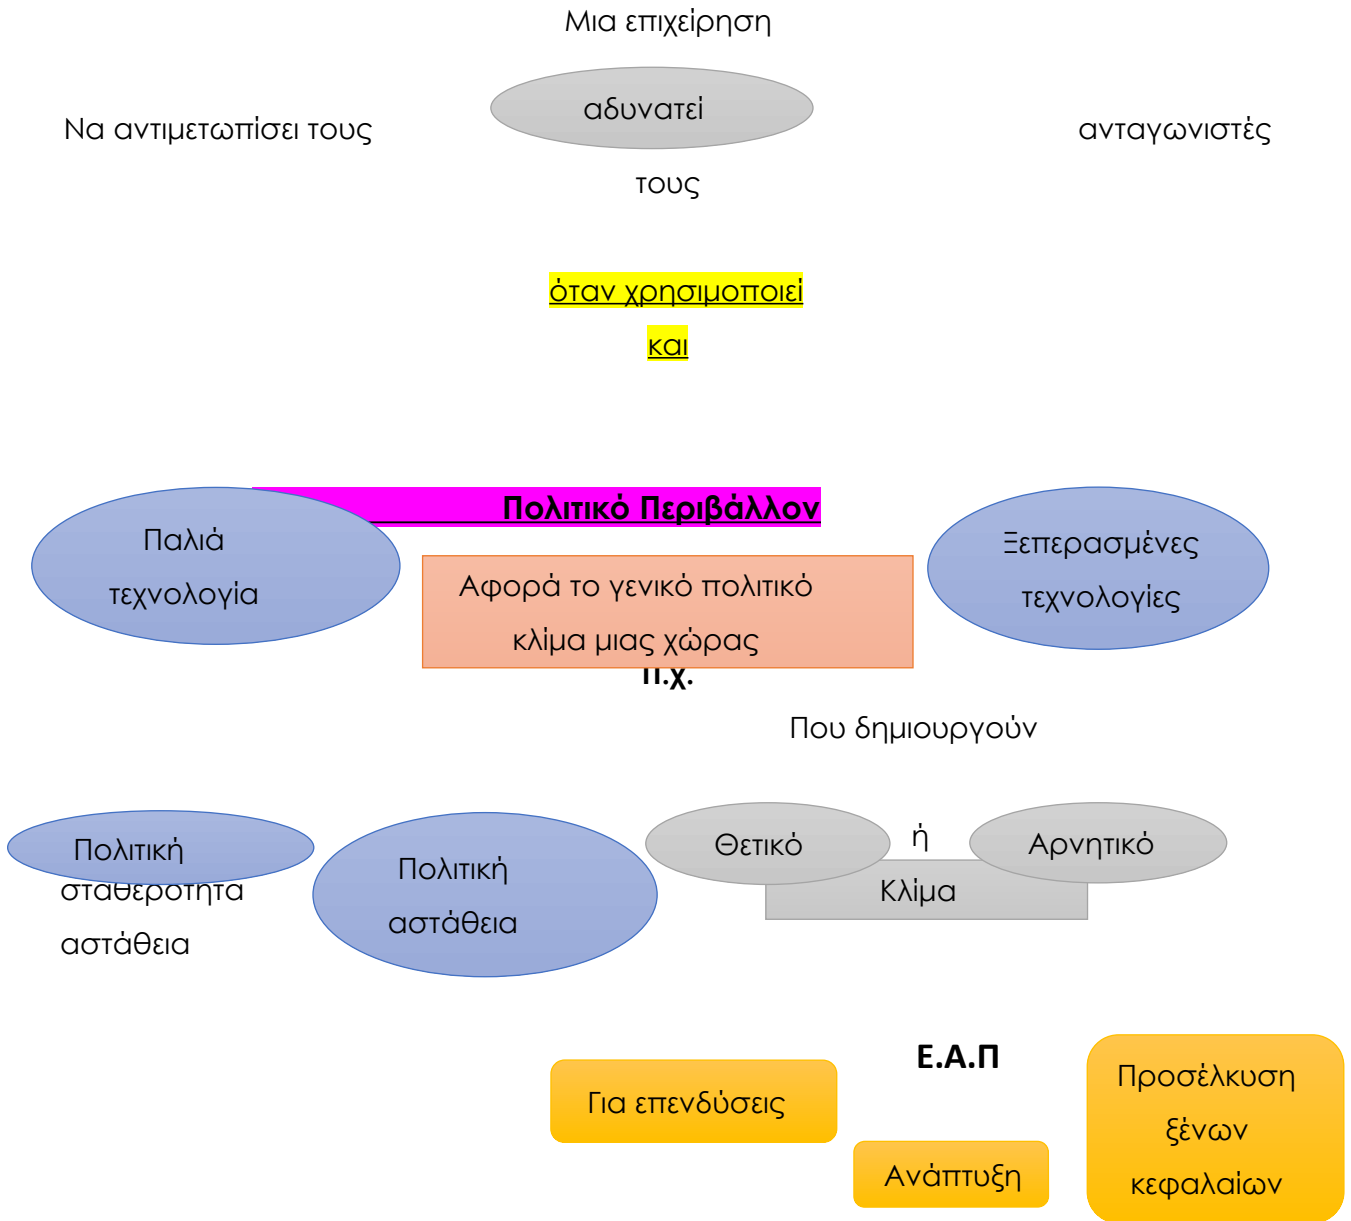 Μια επιχείρηση
αδυνατεί
Να αντιμετωπίσει τους
ανταγωνιστές
τους
όταν χρησιμοποιεί
και
Πολιτικό Περιβάλλον
Παλιά
τεχνολογία
Αφορά το γενικό πολιτικό
κλίμα μιας χώρας
Ξεπερασμένες
τεχνολογίες
π.χ.
Που δημιουργούν
Πολιτική
σταθερότητα
αστάθεια
Πολιτική
αστάθεια
Θετικό
ή
Αρνητικό
Κλίμα
Ε.Α.Π
Για επενδύσεις
Ανάπτυξη
Προσέλκυση
ξένων
κεφαλαίων